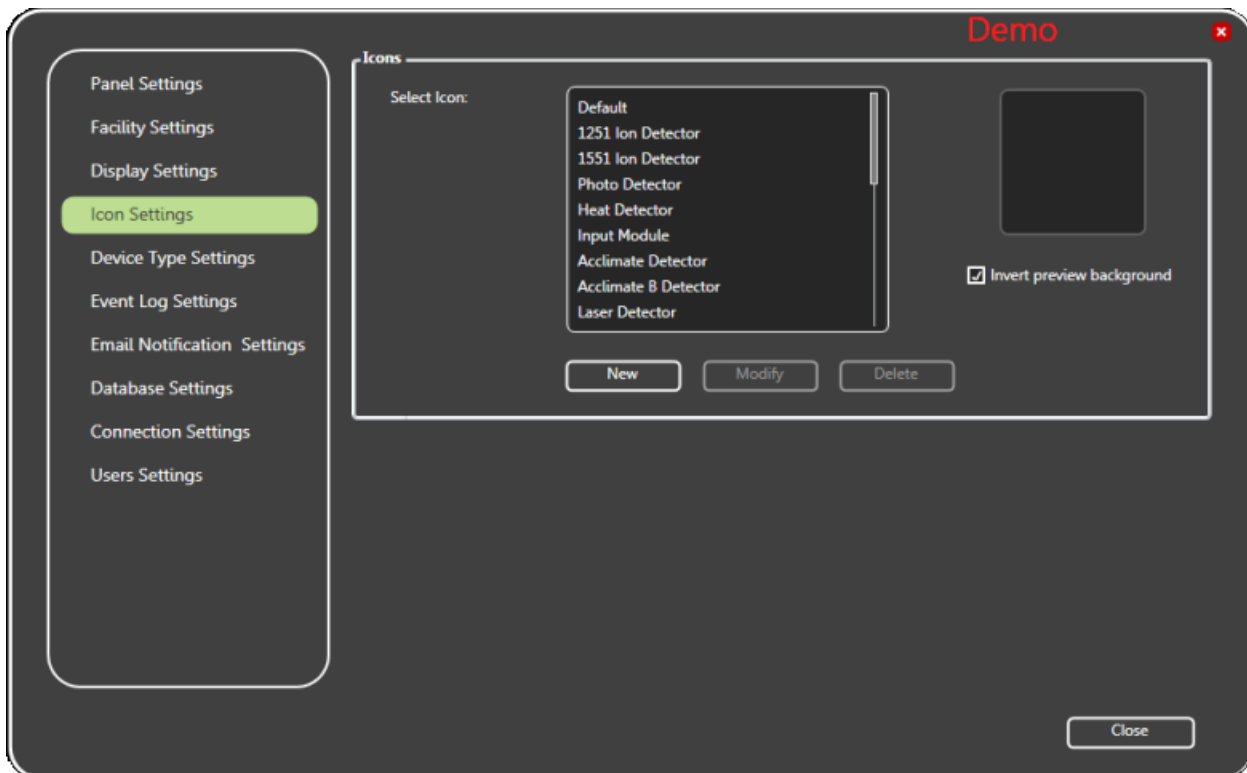 Demo
Panel Settings
Facility Settings
Display Settings
Icon Settings
Device Type Settings
Event Log Settings
Email Notification  Settings
Database Settings
Connection Settings
Users Settings
Icons
Select Icon:
Default
1251 Ion Detector
1551 Ion Detector
Photo Detector
Heat Detector
Input Module
Acclimate Detector
Acclimate B Detector
Laser Detector
Invert preview background
New
Modify
Delete
Close